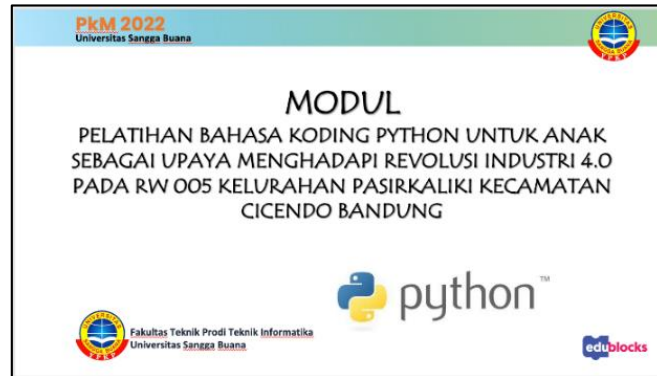 PkM 2022
Universitas Sangga Buana
MODUL
PELATIHAN BAHASA KODING PYTHON UNTUK ANAK
SEBAGAI UPAYA MENGHADAPI REVOLUSI INDUSTRI 4.0
PADA RW 005 KELURAHAN PASIRKALIKI KECAMATAN
CICENDO BANDUNG
python™
Fakultas Teknik Prodi Teknik Informatika
Universitas Sangga Buana
edublocks